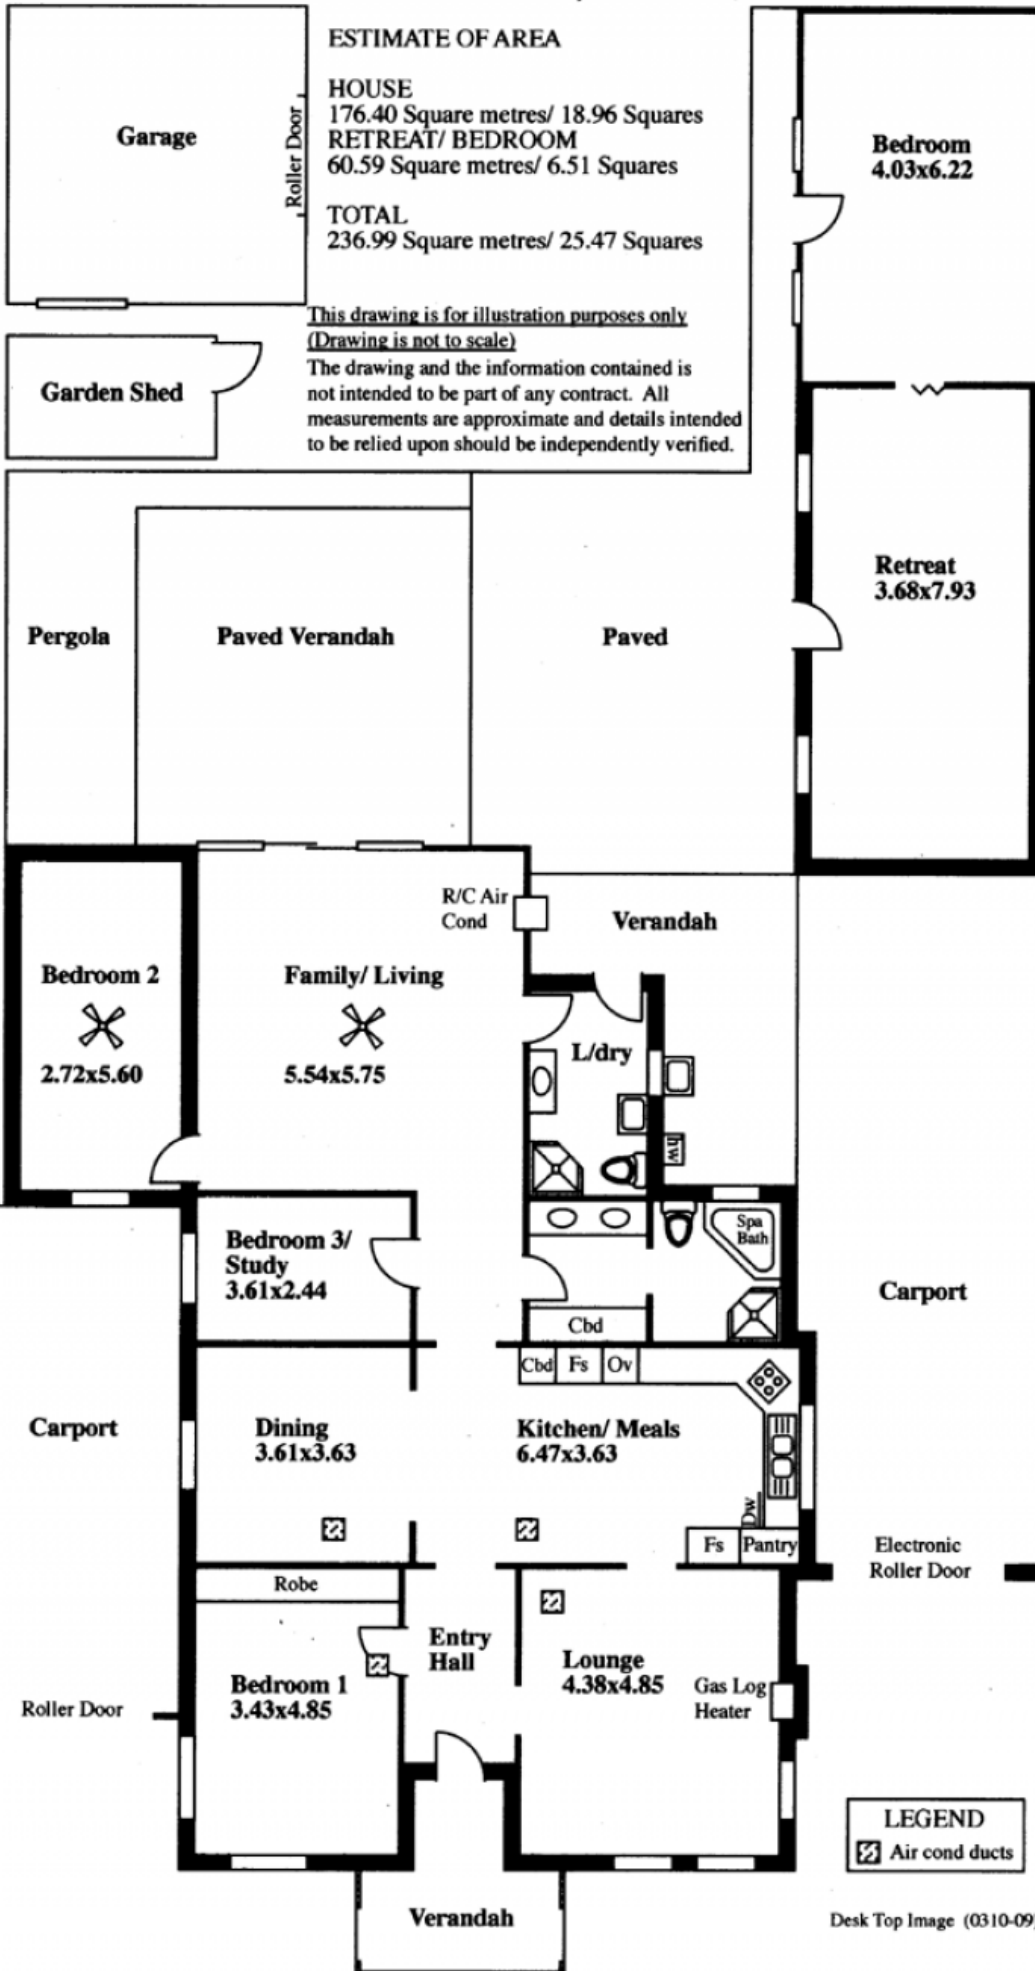 ESTIMATE OF AREA
HOUSE
176.40 Square metres/ 18.96 Squares
RETREAT/ BEDROOM
60.59 Square metres/ 6.51 Squares
TOTAL
236.99 Square metres/ 25.47 Squares
Garage
Roller Door
Bedroom
4.03x6.22
This drawing is for illustration purposes only
(Drawing is not to scale)
The drawing and the information contained is
not intended to be part of any contract. All
measurements are approximate and details intended
to be relied upon should be independently verified.
Garden Shed
Retreat
3.68x7.93
Pergola
Paved Verandah
Paved
R/C Air
Cond
Verandah
Bedroom 2
2.72x5.60
Family/ Living
5.54x5.75
L/dry
hw
Bedroom 3/
Study
3.61x2.44
Spa
Bath
Carport
Cbd
Cbd
Fs
Ov
Carport
Dining
3.61x3.63
Kitchen/ Meals
6.47x3.63
Dw
Fs
Pantry
Electronic
Roller Door
Robe
Entry
Hall
Bedroom 1
3.43x4.85
Lounge
4.38x4.85
Gas Log
Heater
Roller Door
LEGEND
Air cond ducts
Verandah
Desk Top Image (0310-09)